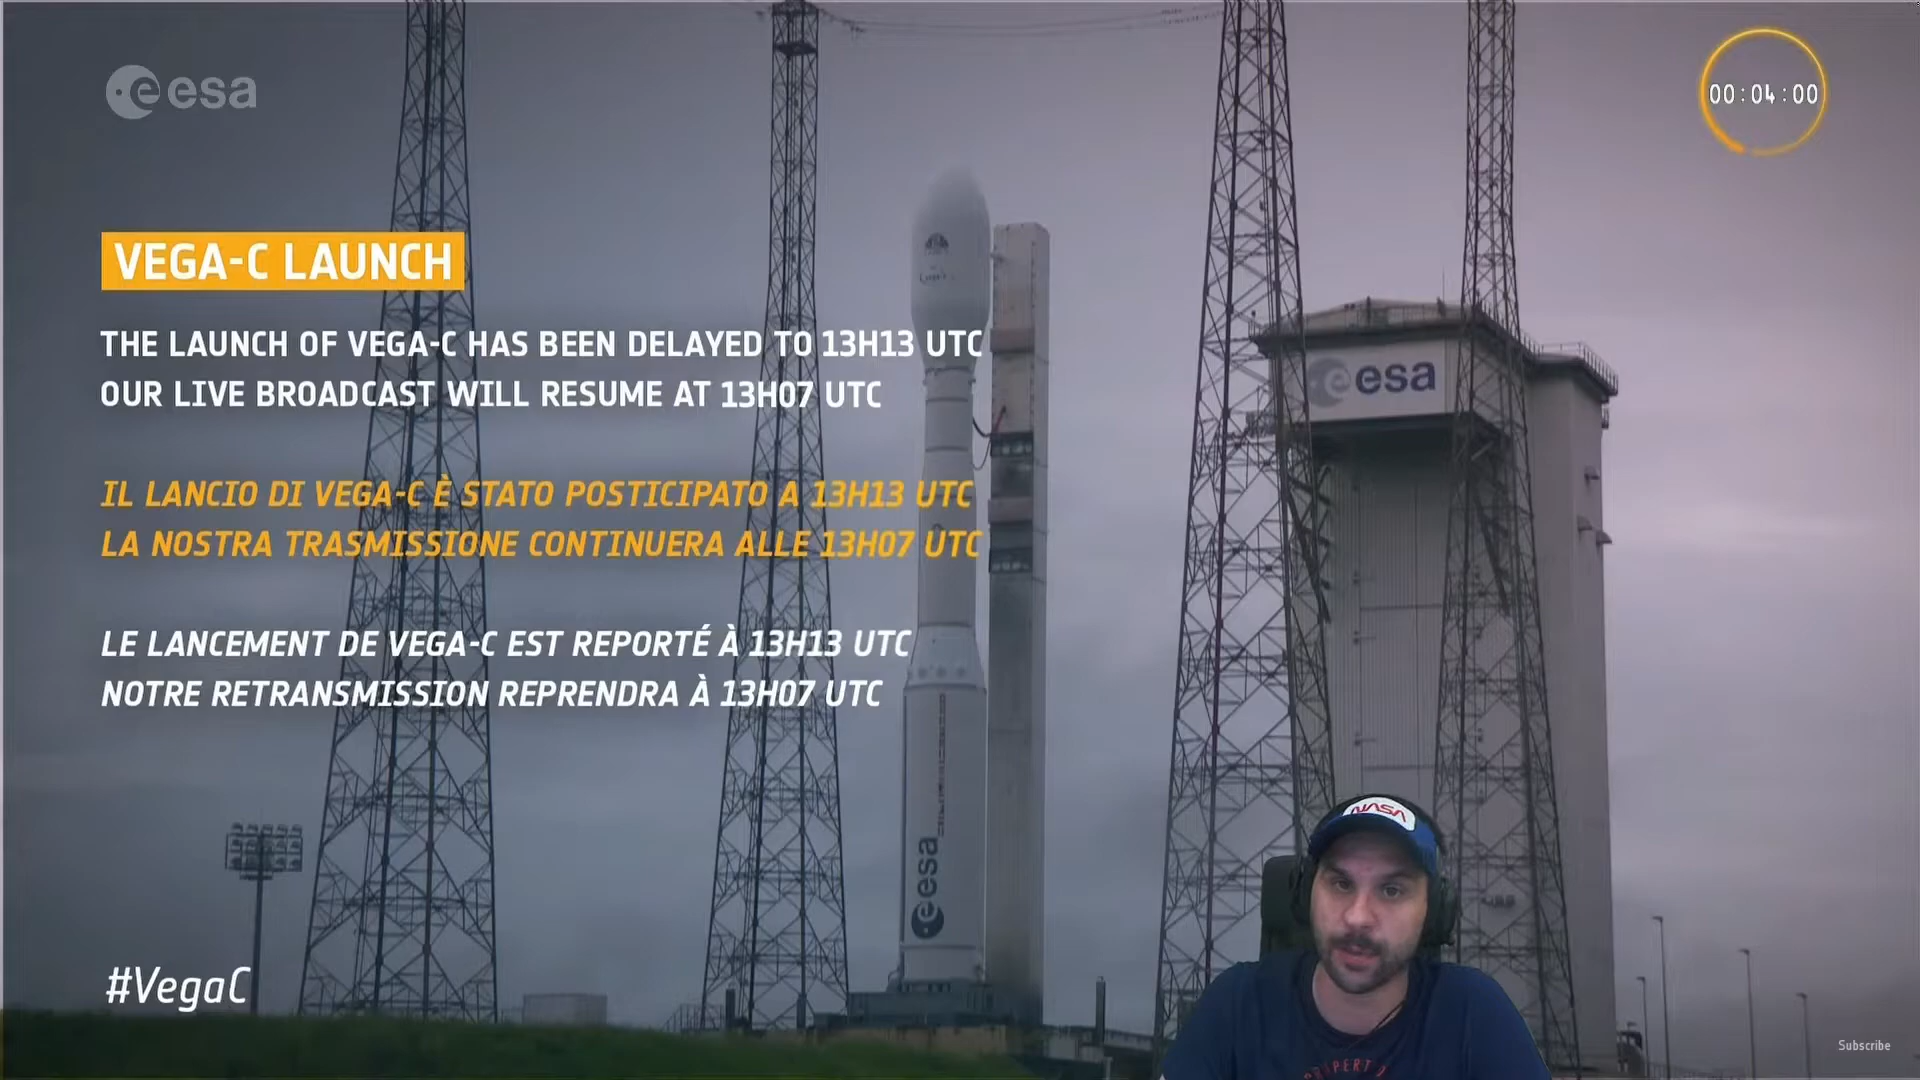 esa
00:04:00
VEGA-C LAUNCH
THE LAUNCH OF VEGA-C HAS BEEN DELAYED TO 13H13 UTC
OUR LIVE BROADCAST WILL RESUME AT 13H07 UTC
IL LANCIO DI VEGA-C È STATO POSTICIPATO A 13H13 UTC
LA NOSTRA TRASMISSIONE CONTINUERA ALLE 13H07 UTC
LE LANCEMENT DE VEGA-C EST REPORTÉ À 13H13 UTC
NOTRE RETRANSMISSION REPRENDRA À 13H07 UTC
esa
esa
NASA
#VegaC
Subscribe